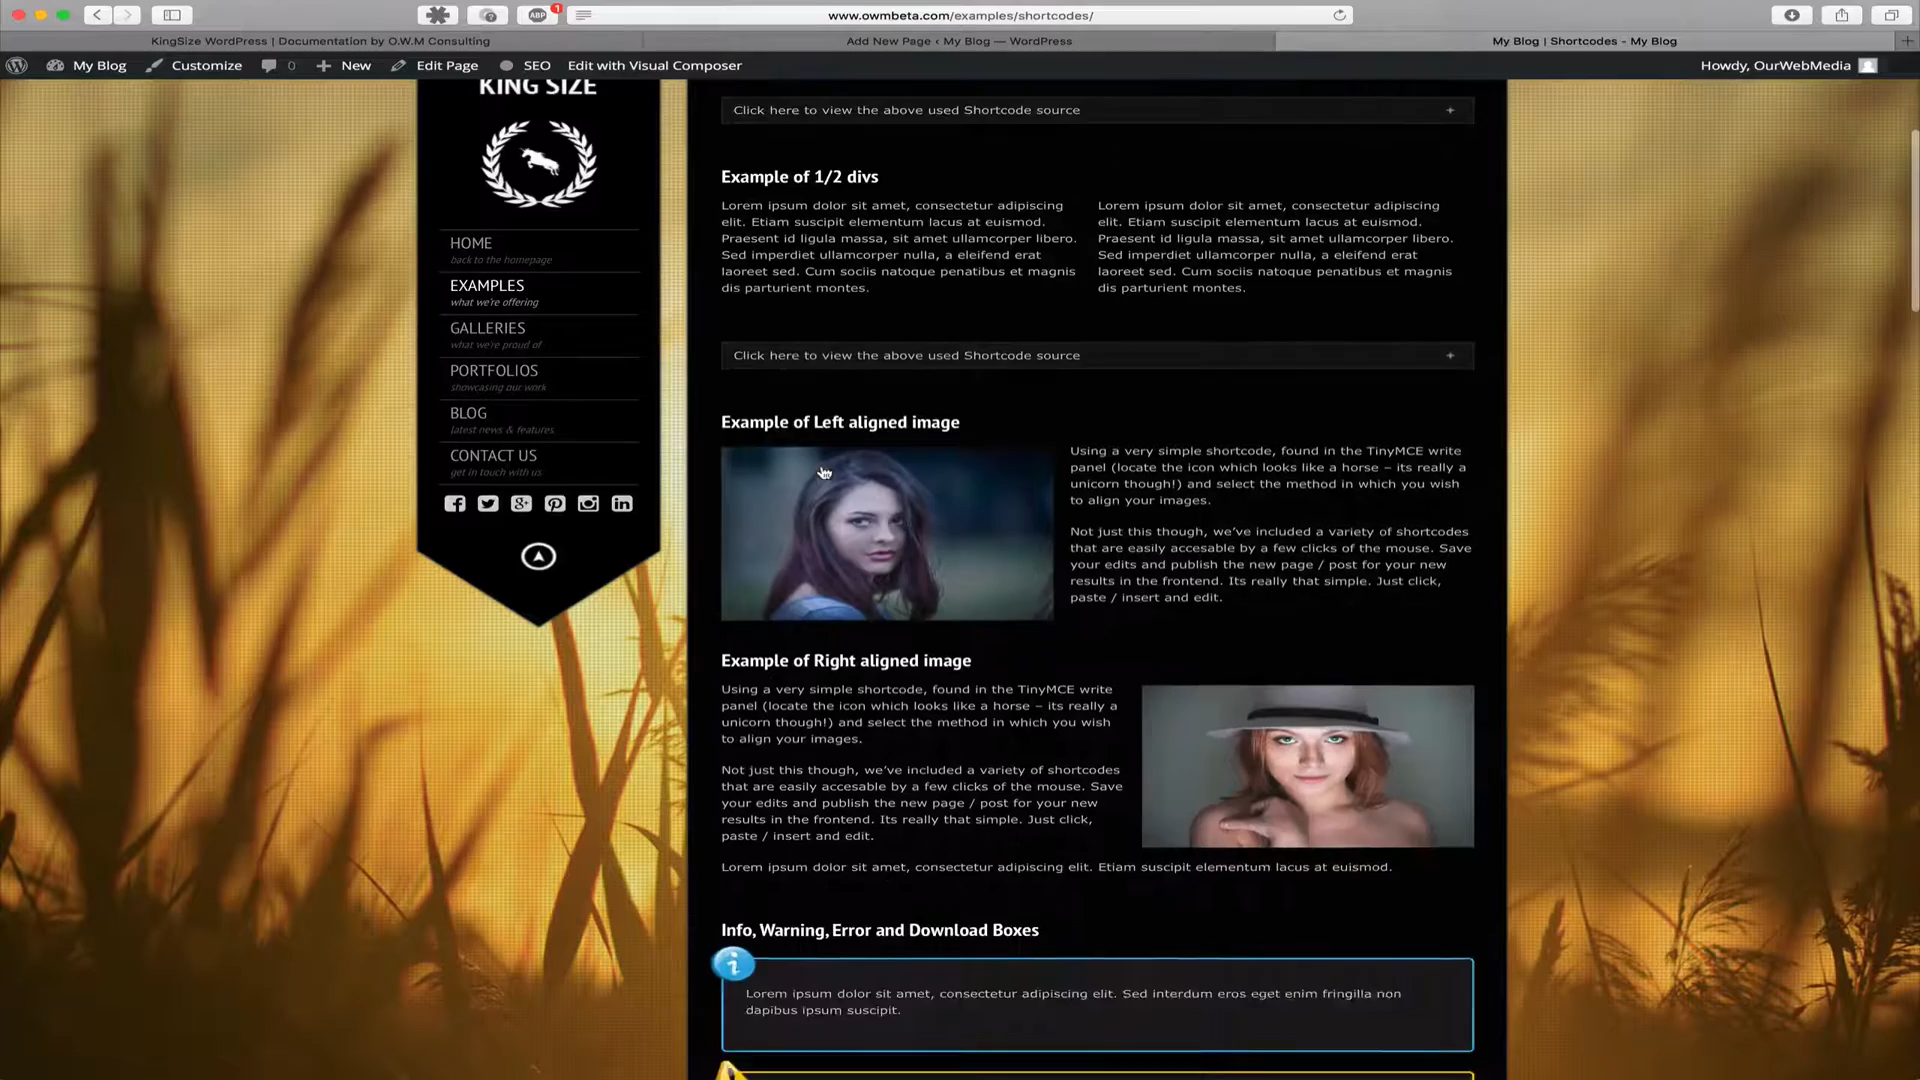 www.owmbeta.com/examples/shortcodes/
ABP
1
KingSize WordPress | Documentation by O.W.M Consulting
Add New Page ‹ My Blog — WordPress
My Blog | Shortcodes - My Blog
My Blog
Customize
0
New
Edit Page
SEO
Edit with Visual Composer
Howdy, OurWebMedia
KING SIZE
HOME
back to the homepage
EXAMPLES
what we're offering
GALLERIES
what we're proud of
PORTFOLIOS
showcasing our work
BLOG
latest news & features
CONTACT US
get in touch with us
Click here to view the above used Shortcode source
Example of 1/2 divs
Lorem ipsum dolor sit amet, consectetur adipiscing
elit. Etiam suscipit elementum lacus at euismod.
Praesent id ligula massa, sit amet ullamcorper libero.
Sed imperdiet ullamcorper nulla, a eleifend erat
laoreet sed. Cum sociis natoque penatibus et magnis
dis parturient montes.
Lorem ipsum dolor sit amet, consectetur adipiscing
elit. Etiam suscipit elementum lacus at euismod.
Praesent id ligula massa, sit amet ullamcorper libero.
Sed imperdiet ullamcorper nulla, a eleifend erat
laoreet sed. Cum sociis natoque penatibus et magnis
dis parturient montes.
Click here to view the above used Shortcode source
Example of Left aligned image
Using a very simple shortcode, found in the TinyMCE write
panel (locate the icon which looks like a horse – its really a
unicorn though!) and select the method in which you wish
to align your images.
Not just this though, we've included a variety of shortcodes
that are easily accesable by a few clicks of the mouse. Save
your edits and publish the new page / post for your new
results in the frontend. Its really that simple. Just click,
paste / insert and edit.
Example of Right aligned image
Using a very simple shortcode, found in the TinyMCE write
panel (locate the icon which looks like a horse – its really a
unicorn though!) and select the method in which you wish
to align your images.
Not just this though, we've included a variety of shortcodes
that are easily accesable by a few clicks of the mouse. Save
your edits and publish the new page / post for your new
results in the frontend. Its really that simple. Just click,
paste / insert and edit.
Lorem ipsum dolor sit amet, consectetur adipiscing elit. Etiam suscipit elementum lacus at euismod.
Info, Warning, Error and Download Boxes
Lorem ipsum dolor sit amet, consectetur adipiscing elit. Sed interdum eros eget enim fringilla non
dapibus ipsum suscipit.